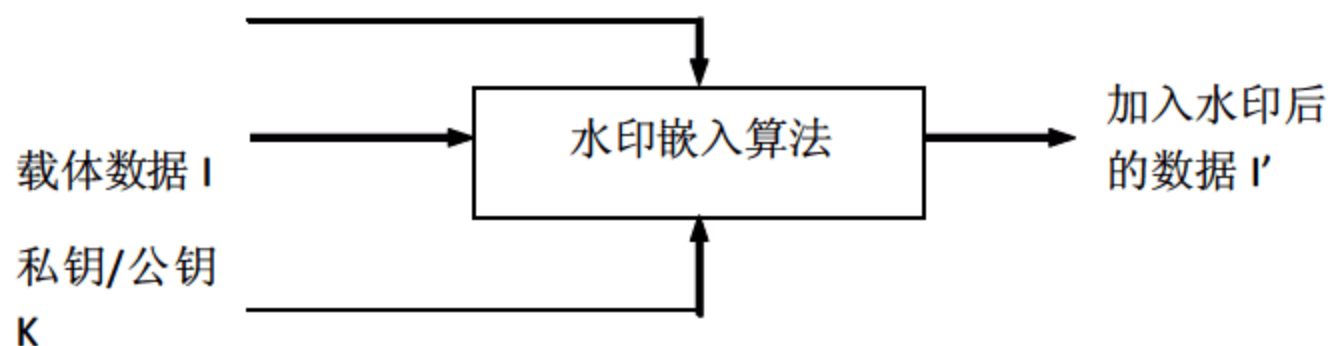 水印嵌入算法
加入水印后
的数据 I’
载体数据 I
私钥/公钥
K